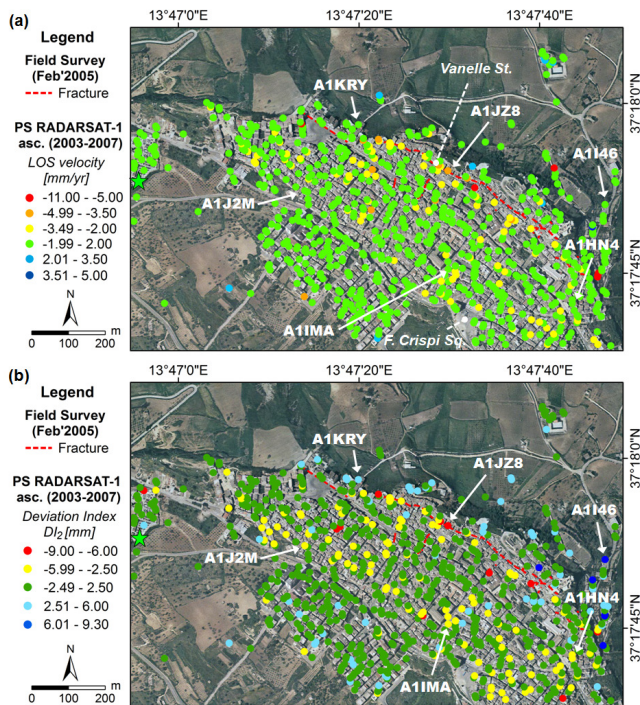 (a)
13°47'0"
13°47'20"
13°47'40"
Legend
Field Survey
(Feb'2005)
Fracture
PS RADARSAT-1
asc. (2003-2007)
LOS velocity
[mm/yr]
-11.00 - -5.00
-4.99 - -3.50
-3.49 - -2.00
-1.99 - 2.00
2.01 - 3.50
3.51 - 5.00
N
0 100 200
m
A1KRY
Vanelle St.
A1JZ8
A1I46
A1J2M
A1HN4
A1IMA
F. Crispi Sq.
37°18'0"N
37°17'45"N
(b)
13°47'0"
13°47'20"
13°47'40"
Legend
Field Survey
(Feb'2005)
Fracture
PS RADARSAT-1
asc. (2003-2007)
Deviation Index
DI2 [mm]
-9.00 - -6.00
-5.99 - -2.50
-2.49 - 2.50
2.51 - 6.00
6.01 - 9.30
N
0 100 200
m
A1KRY
A1JZ8
A1I46
A1J2M
A1HN4
A1IMA
37°18'0"N
37°17'45"N